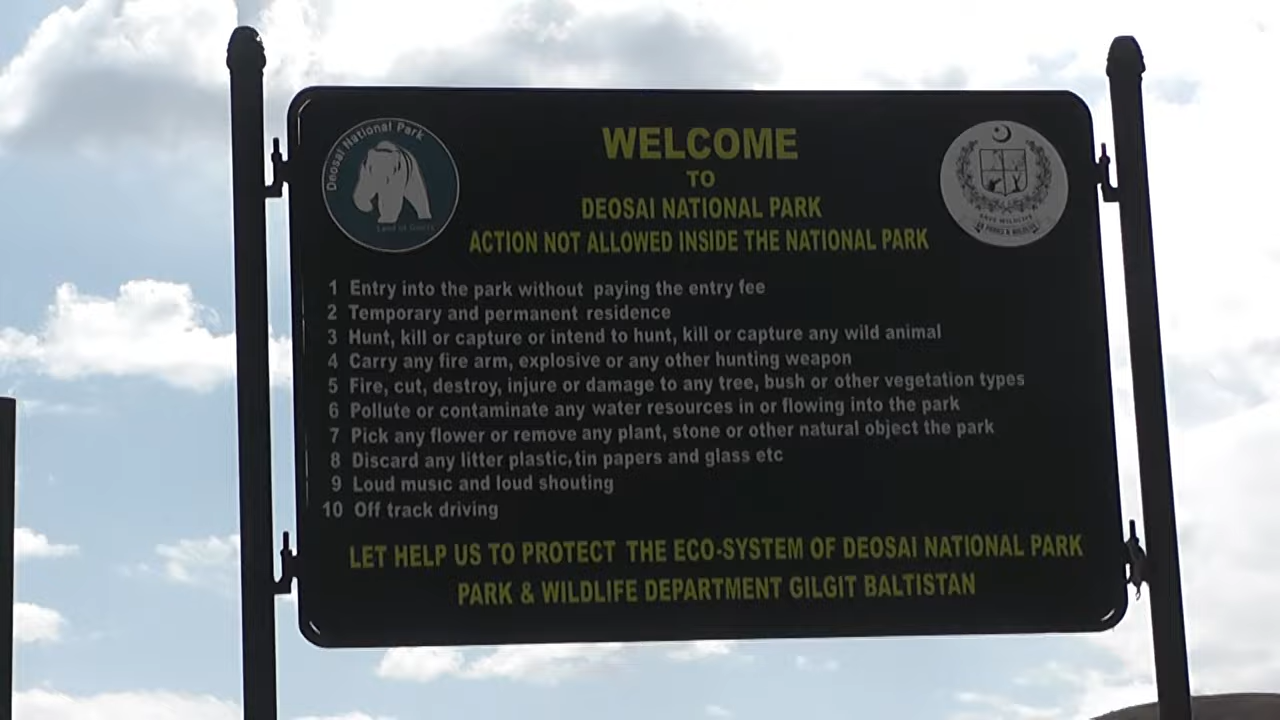 Deosai National Park
Land of Giants
WELCOME
TO
DEOSAI NATIONAL PARK
ACTION NOT ALLOWED INSIDE THE NATIONAL PARK
SAVE WILDLIFE
PARKS & WILDLIFE
1 Entry into the park without paying the entry fee
2 Temporary and permanent residence
3 Hunt, kill or capture or intend to hunt, kill or capture any wild animal
4 Carry any fire arm, explosive or any other hunting weapon
5 Fire, cut, destroy, injure or damage to any tree, bush or other vegetation types
6 Pollute or contaminate any water resources in or flowing into the park
7 Pick any flower or remove any plant, stone or other natural object the park
8 Discard any litter plastic,tin papers and glass etc
9 Loud music and loud shouting
10 Off track driving
LET HELP US TO PROTECT THE ECO-SYSTEM OF DEOSAI NATIONAL PARK
PARK & WILDLIFE DEPARTMENT GILGIT BALTISTAN